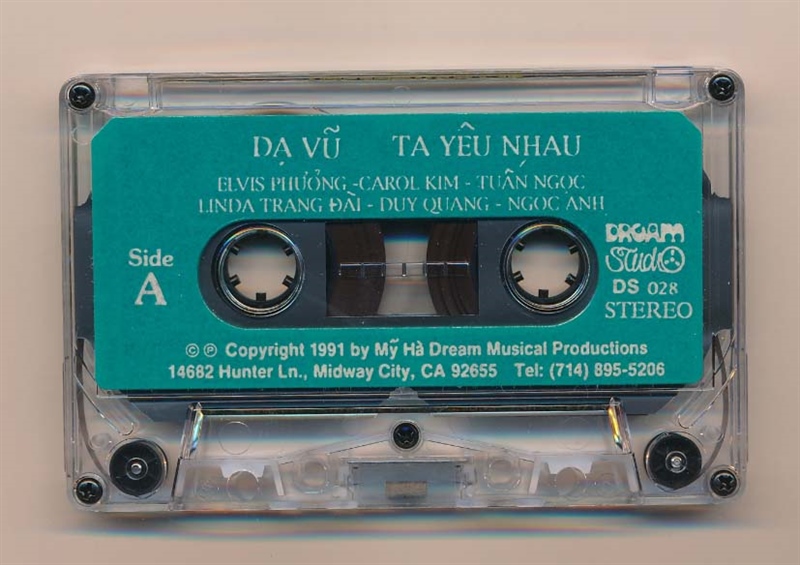 DẠ VŨ TA YÊU NHAU
ELVIS PHƯƠNG - CAROL KIM - TUẤN NGỌC
LINDA TRANG ĐÀI - DUY QUANG - NGỌC ANH
Side
A
DREAM
Studio
DS 028
STEREO
© ℗ Copyright 1991 by Mỹ Hà Dream Musical Productions
14682 Hunter Ln., Midway City, CA 92655 Tel: (714) 895-5206